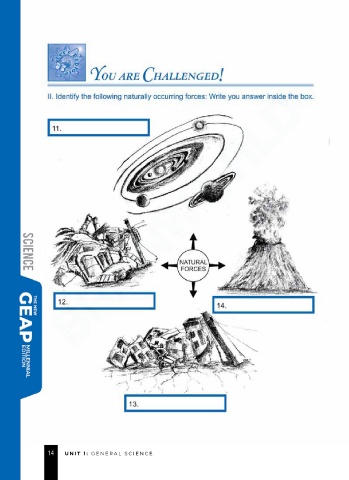 YOU ARE CHALLENGED!
II. Identify the following naturally occurring forces: Write you answer inside the box.
11.
NATURAL
FORCES
12.
14.
13.
SCIENCE
THE NEW
GEAP
MILLENNIAL
EDITION
14 UNIT I: GENERAL SCIENCE